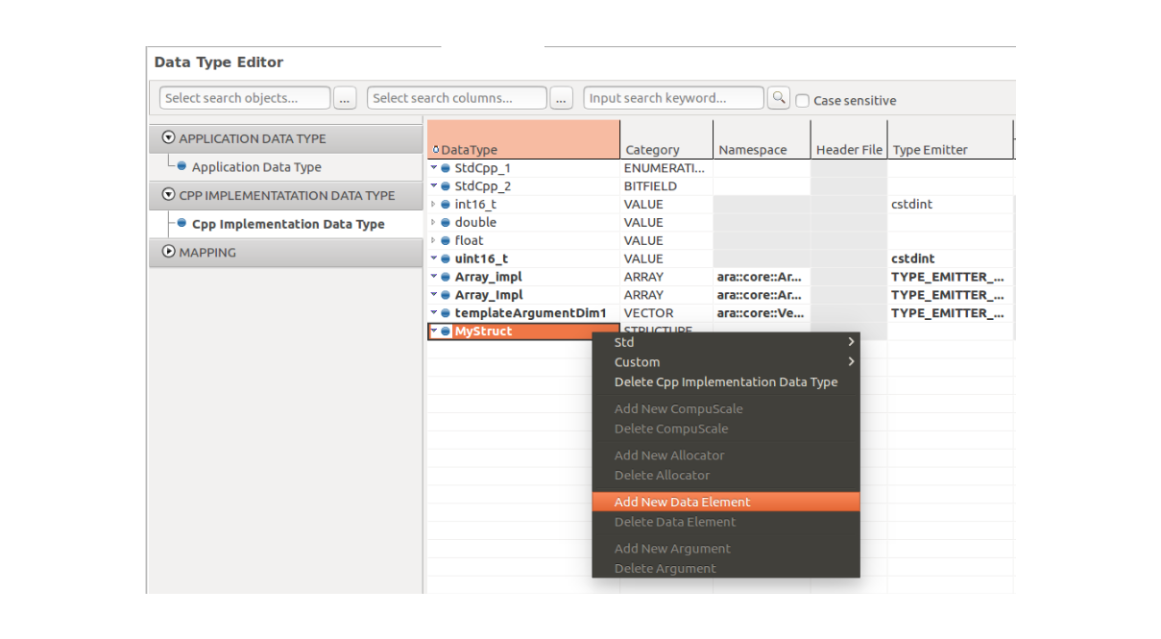 Data Type Editor
Select search objects... ... Select search columns... ... Input search keyword... Case sensitive
APPLICATION DATA TYPE
Application Data Type
CPP IMPLEMENTATATION DATA TYPE
Cpp Implementation Data Type
MAPPING
DataType Category Namespace Header File Type Emitter
StdCpp_1 ENUMERATI...
StdCpp_2 BITFIELD
int16_t VALUE cstdint
double VALUE
float VALUE
uint16_t VALUE cstdint
Array_impl ARRAY ara::core::Ar... TYPE_EMITTER_...
Array_Impl ARRAY ara::core::Ar... TYPE_EMITTER_...
templateArgumentDim1 VECTOR ara::core::Ve... TYPE_EMITTER_...
MyStruct STRUCTURE
Std
Custom
Delete Cpp Implementation Data Type
Add New CompuScale
Delete CompuScale
Add New Allocator
Delete Allocator
Add New Data Element
Delete Data Element
Add New Argument
Delete Argument